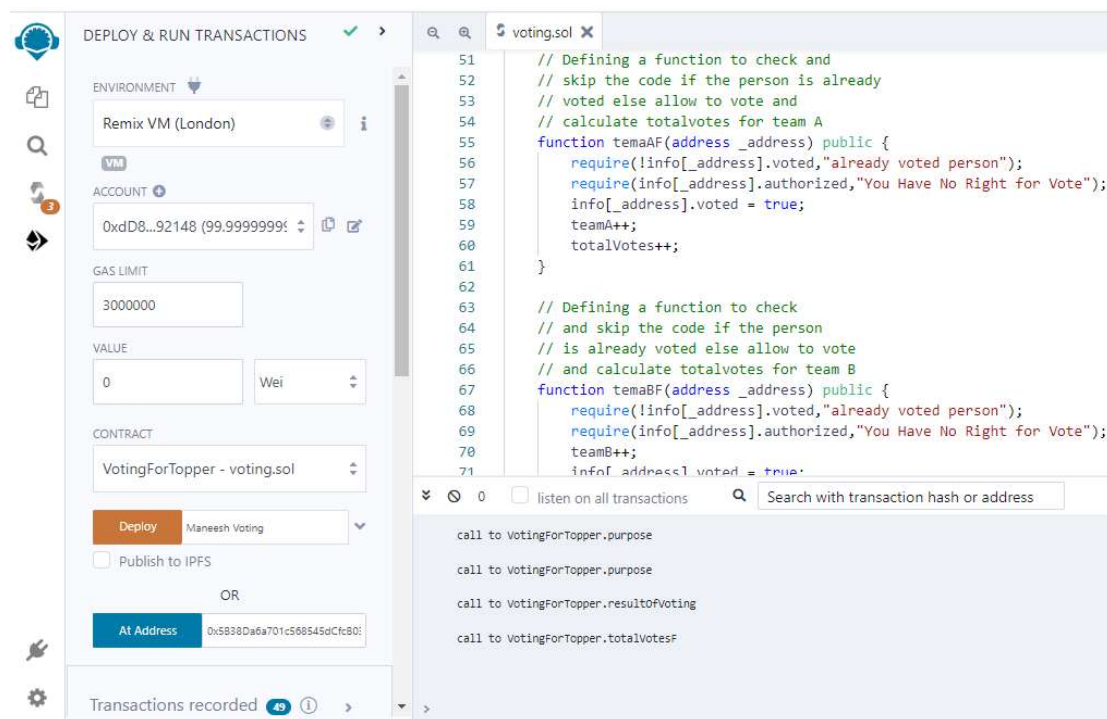 DEPLOY & RUN TRANSACTIONS
ENVIRONMENT
Remix VM (London)
VM
ACCOUNT
0xdD8...92148 (99.9999999
GAS LIMIT
3000000
VALUE
0 Wei
CONTRACT
VotingForTopper - voting.sol
Deploy Maneesh Voting
Publish to IPFS
OR
At Address 0x5B38Da6a701c568545dCfcB03
Transactions recorded 49 i
3
voting.sol
51 // Defining a function to check and
52 // skip the code if the person is already
53 // voted else allow to vote and
54 // calculate totalvotes for team A
55 function temaAF(address _address) public {
56 require(!info[_address].voted,"already voted person");
57 require(info[_address].authorized,"You Have No Right for Vote");
58 info[_address].voted = true;
59 teamA++;
60 totalVotes++;
61 }
62
63 // Defining a function to check
64 // and skip the code if the person
65 // is already voted else allow to vote
66 // and calculate totalvotes for team B
67 function temaBF(address _address) public {
68 require(!info[_address].voted,"already voted person");
69 require(info[_address].authorized,"You Have No Right for Vote");
70 teamB++;
71 info[_address].voted = true;
0 listen on all transactions Search with transaction hash or address
call to VotingForTopper.purpose
call to VotingForTopper.purpose
call to VotingForTopper.resultOfVoting
call to VotingForTopper.totalVotesF
>